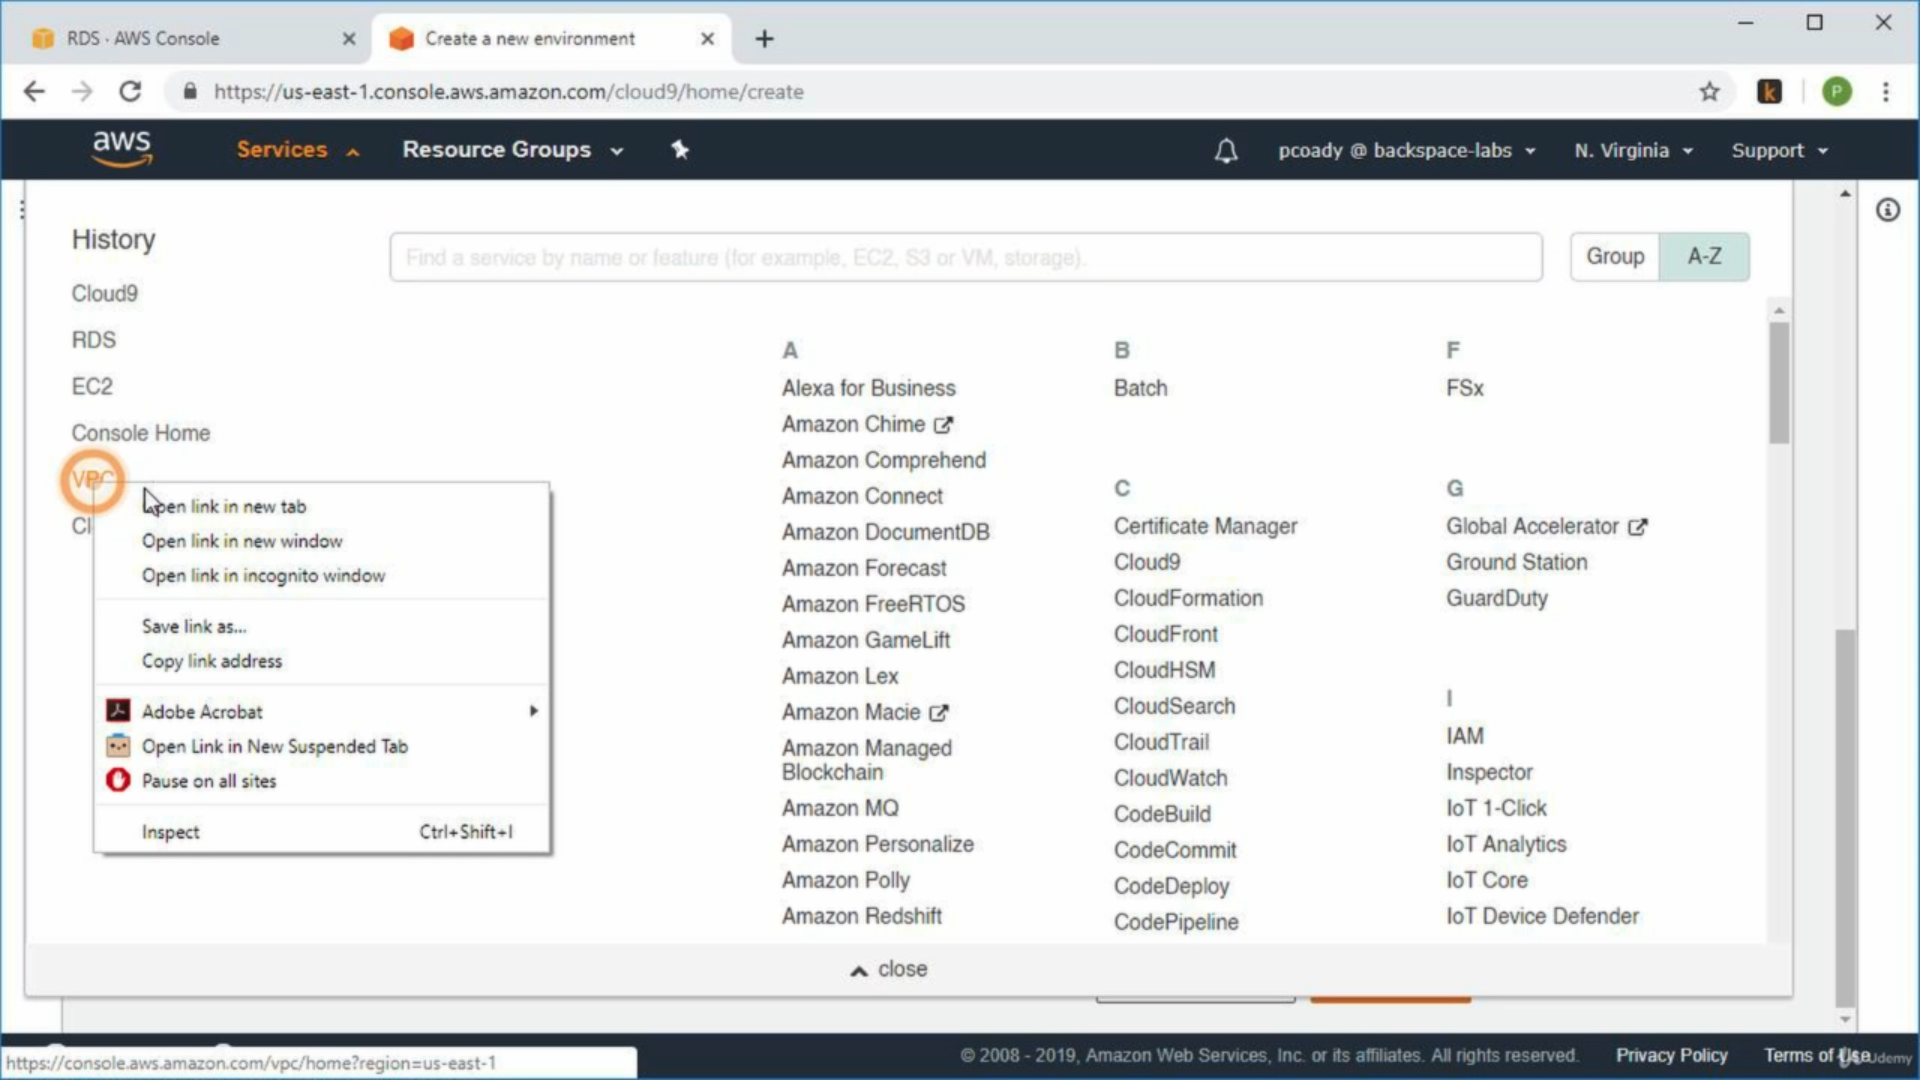 RDS · AWS Console
Create a new environment
https://us-east-1.console.aws.amazon.com/cloud9/home/create
k
P
aws
Services
Resource Groups
pcoady @ backspace-labs
N. Virginia
Support
History
Find a service by name or feature (for example, EC2, S3 or VM, storage).
Group
A-Z
Cloud9
RDS
EC2
Console Home
VPC
Cl
Open link in new tab
Open link in new window
Open link in incognito window
Save link as...
Copy link address
Adobe Acrobat
Open Link in New Suspended Tab
Pause on all sites
Inspect
Ctrl+Shift+I
A
Alexa for Business
Amazon Chime
Amazon Comprehend
Amazon Connect
Amazon DocumentDB
Amazon Forecast
Amazon FreeRTOS
Amazon GameLift
Amazon Lex
Amazon Macie
Amazon Managed
Blockchain
Amazon MQ
Amazon Personalize
Amazon Polly
Amazon Redshift
B
Batch
C
Certificate Manager
Cloud9
CloudFormation
CloudFront
CloudHSM
CloudSearch
CloudTrail
CloudWatch
CodeBuild
CodeCommit
CodeDeploy
CodePipeline
F
FSx
G
Global Accelerator
Ground Station
GuardDuty
I
IAM
Inspector
IoT 1-Click
IoT Analytics
IoT Core
IoT Device Defender
close
https://console.aws.amazon.com/vpc/home?region=us-east-1
© 2008 - 2019, Amazon Web Services, Inc. or its affiliates. All rights reserved.
Privacy Policy
Terms of Use
Udemy